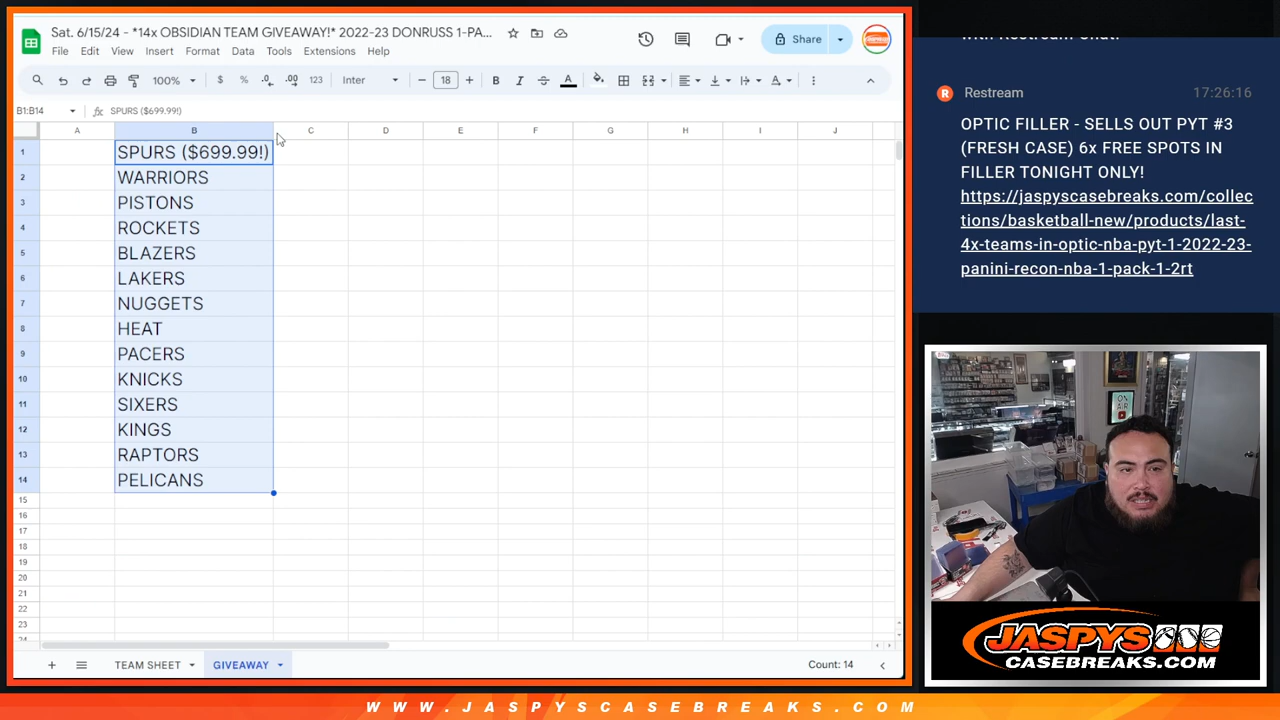 Sat. 6/15/24 - *14x OBSIDIAN TEAM GIVEAWAY!* 2022-23 DONRUSS 1-PA...
File Edit View Insert Format Data Tools Extensions Help
Share
100% $ % .0 .00 123 Inter 18 B I S A
B1:B14 fx SPURS ($699.99!)
A B C D E F G H I J
1 SPURS ($699.99!)
2 WARRIORS
3 PISTONS
4 ROCKETS
5 BLAZERS
6 LAKERS
7 NUGGETS
8 HEAT
9 PACERS
10 KNICKS
11 SIXERS
12 KINGS
13 RAPTORS
14 PELICANS
15
16
17
18
19
20
21
22
23
TEAM SHEET GIVEAWAY Count: 14
R Restream 17:26:16
OPTIC FILLER - SELLS OUT PYT #3
(FRESH CASE) 6x FREE SPOTS IN
FILLER TONIGHT ONLY!
https://jaspyscasebreaks.com/collec
tions/basketball-new/products/last-
4x-teams-in-optic-nba-pyt-1-2022-23-
panini-recon-nba-1-pack-1-2rt
ON
AIR
JASPYS
CASEBREAKS.COM
WWW.JASPYSCASEBREAKS.COM